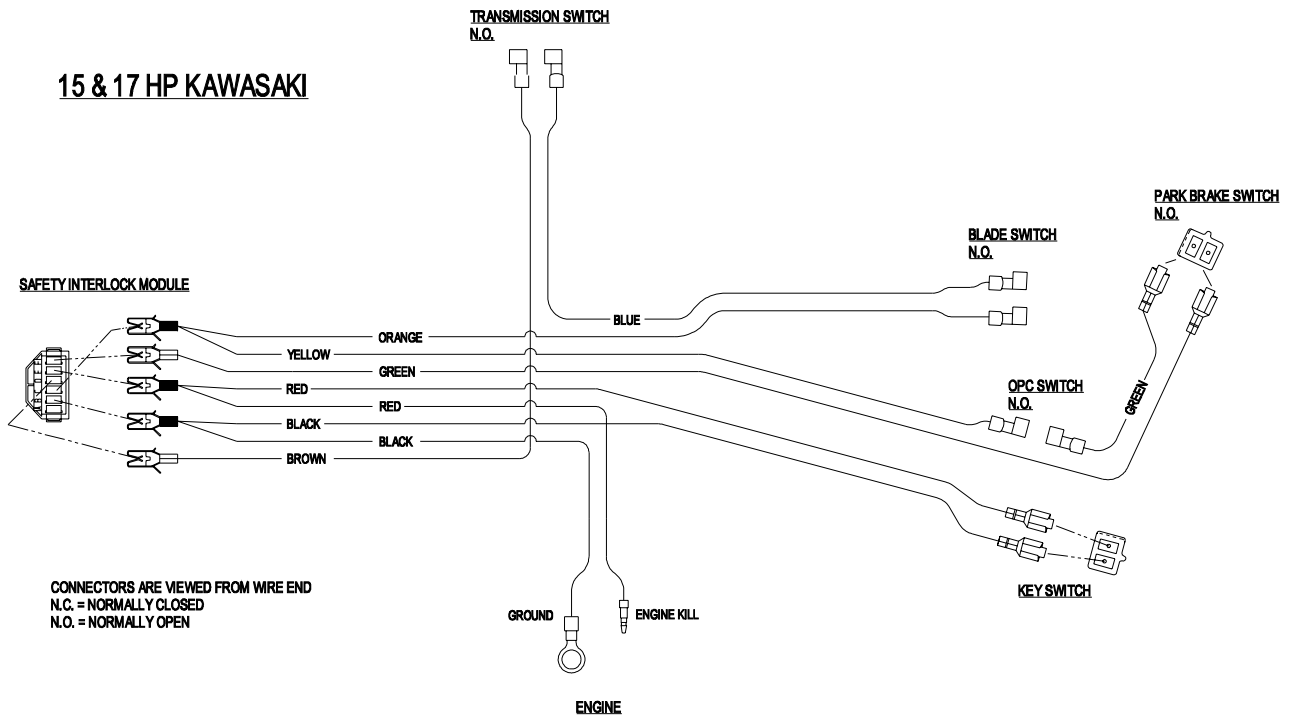 TRANSMISSION SWITCH
N.O.
15 & 17 HP KAWASAKI
PARK BRAKE SWITCH
N.O.
BLADE SWITCH
N.O.
SAFETY INTERLOCK MODULE
BLUE
ORANGE
YELLOW
GREEN
RED
RED
BLACK
BLACK
BROWN
OPC SWITCH
N.O.
GREEN
KEY SWITCH
CONNECTORS ARE VIEWED FROM WIRE END
N.C. = NORMALLY CLOSED
N.O. = NORMALLY OPEN
GROUND
ENGINE KILL
ENGINE